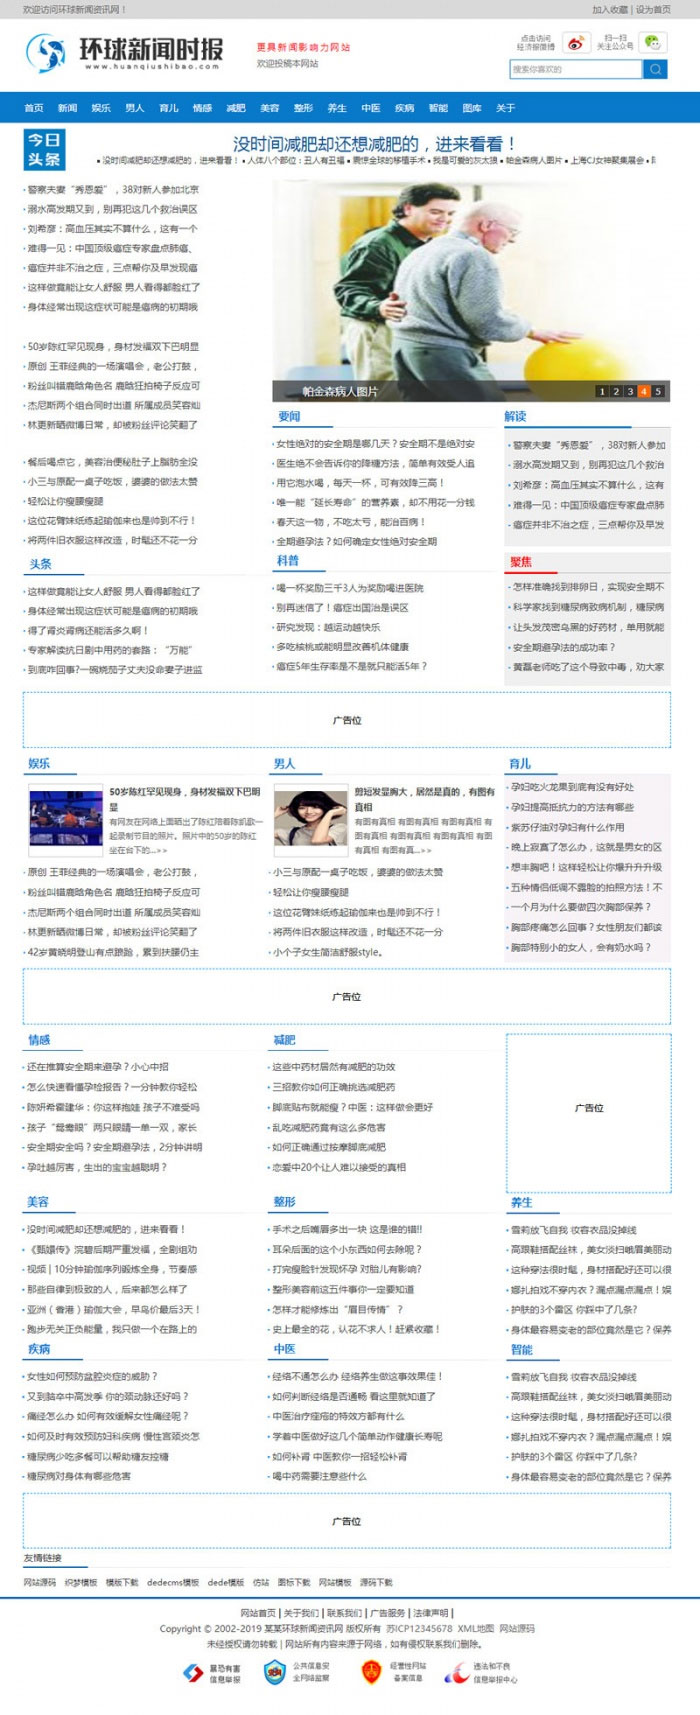 欢迎访问环球新闻资讯网！
加入收藏 | 设为首页
环球新闻时报
www.huanqiushibao.com
更具新闻影响力网站
欢迎投稿本网站
点击访问
经济报微博
扫一扫
关注公众号
搜索你喜欢的
首页 新闻 娱乐 男人 育儿 情感 减肥 美容 整形 养生 中医 疾病 智能 图库 关于
今日
头条
没时间减肥却还想减肥的，进来看看！
▪ 没时间减肥却还想减肥的，进来看看！ ▪ 人体八个部位：丑人有丑福 ▪ 震惊全球的移植手术 ▪ 我是可爱的灰太狼 ▪ 帕金森病人图片 ▪ 上海CJ女神聚集展会 ▪
警察夫妻“秀恩爱”，38对新人参加北京
溺水高发期又到，别再犯这几个救治误区
刘希彦：高血压其实不算什么，这有一个
难得一见：中国顶级癌症专家盘点肺癌、
癌症并非不治之症，三点帮你及早发现癌
这样做竟能让女人舒服 男人看得都脸红了
身体经常出现这症状可能是癌病的初期哦
50岁陈红罕见现身，身材发福双下巴明显
原创 王菲经典的一场演唱会，老公打鼓，
粉丝叫错鹿晗角色名 鹿晗狂拍椅子反应可
杰尼斯两个组合同时出道 所属成员笑容灿
林更新晒微博日常，却被粉丝评论笑翻了
餐后喝点它，美容治便秘肚子上脂肪全没
小三与原配一桌子吃饭，婆婆的做法太赞
轻松让你瘦腰瘦腿
这位花臂妹纸练起瑜伽来也是帅到不行！
将两件旧衣服这样改造，时髦还不花一分
帕金森病人图片
1 2 3 4 5
要闻
女性绝对的安全期是哪几天？安全期不是绝对安
医生绝不会告诉你的降糖方法，简单有效受人追
用它泡水喝，每天一杯，可有效降三高！
唯一能“延长寿命”的营养素，却不用花一分钱
春天这一物，不吃太亏，能治百病！
全期避孕法？如何确定女性绝对安全期
解读
警察夫妻“秀恩爱”，38对新人参加
溺水高发期又到，别再犯这几个救治
刘希彦：高血压其实不算什么，这有
难得一见：中国顶级癌症专家盘点肺
癌症并非不治之症，三点帮你及早发
头条
这样做竟能让女人舒服 男人看得都脸红了
身体经常出现这症状可能是癌病的初期哦
得了肾炎肾病还能活多久啊！
专家解读抗日剧中用药的套路：“万能”
到底咋回事?一碗烧茄子丈夫没命妻子进监
科普
喝一杯奖励三千3人为奖励喝进医院
别再迷信了！癌症出国治是误区
研究发现：越运动越快乐
多吃核桃或能明显改善机体健康
癌症5年生存率是不是就只能活5年？
聚焦
怎样准确找到排卵日，实现安全期不
科学家找到糖尿病致病机制，糖尿病
让头发茂密乌黑的好药材，单用就能
安全期避孕法的成功率？
黄磊老师吃了这个导致中毒，劝大家
广告位
娱乐
50岁陈红罕见现身，身材发福双下巴明
显
有网友在网络上面晒出了陈红陪着陈凯歌一
起录制节目的照片。照片中的50岁的陈红
坐在台下的...> >
原创 王菲经典的一场演唱会，老公打鼓，
粉丝叫错鹿晗角色名 鹿晗狂拍椅子反应可
杰尼斯两个组合同时出道 所属成员笑容灿
林更新晒微博日常，却被粉丝评论笑翻了
42岁黄晓明登山有点踉跄，累到扶腰仍主
男人
剪短发显胸大，居然是真的，有图有
真相
有图有真相 有图有真相 有图有真相 有
图有真相 有图有真相 有图有真相 有图
有真相 有图有真...> >
小三与原配一桌子吃饭，婆婆的做法太赞
轻松让你瘦腰瘦腿
这位花臂妹纸练起瑜伽来也是帅到不行！
将两件旧衣服这样改造，时髦还不花一分
小个子女生简洁舒服style。
育儿
孕妇吃火龙果到底有没有好处
孕妇提高抵抗力的方法有哪些
紫苏仔油对孕妇有什么作用
晚上寂寞了怎么办，这就是男女的区
想丰胸吧！这样轻松让你爆升升升级
五种情侣低调不露脸的拍照方法！不
一个月为什么要做四次胸部保养？
胸部疼痛怎么回事？女性朋友们都该
胸部特别小的女人，会有奶水吗？
广告位
情感
还在推算安全期来避孕？小心中招
怎么快速看懂孕检报告？一分钟教你轻松
陈妍希霍建华：你这样抱娃 孩子不难受吗
孩子“鸳鸯眼”两只眼睛一单一双，家长
安全期安全吗？安全期避孕法，2分钟讲明
孕吐越厉害，生出的宝宝越聪明？
减肥
这些中药材居然有减肥的功效
三招教你如何正确挑选减肥药
脚底贴布就能瘦？中医：这样做会更好
乱吃减肥药竟有这么多危害
如何正确通过按摩脚底减肥
恋爱中20个让人难以接受的真相
广告位
美容
没时间减肥却还想减肥的，进来看看！
《甄嬛传》浣碧后期严重发福，全剧组劝
视频 | 10分钟瑜伽序列锻炼全身，节奏感
那些自律到极致的人，后来都怎么样了
亚洲（香港）瑜伽大会，早鸟价最后3天！
跑步无关正负能量，我只做一个在路上的
整形
手术之后嘴唇多出一块 这是谁的错!!
耳朵后面的这个小东西如何去除呢？
打完瘦脸针发现怀孕 对胎儿有影响?
整形美容前这五件事你一定要知道
怎样才能修炼出“眉目传情”？
史上最全的花，认花不求人！赶紧收藏！
养生
雪莉放飞自我 妆容衣品没掉线
高跟鞋搭配丝袜，美女淡扫峨眉美丽动
这种穿法很时髦，身材搭配好还可以很
娜扎拍戏不穿内衣？漏点漏点漏点！娱
护肤的3个雷区 你踩中了几条?
身体最容易变老的部位竟然是它？保养
疾病
女性如何预防盆腔炎症的威胁？
又到脑卒中高发季 你的颈动脉还好吗？
痛经怎么办 如何有效缓解女性痛经呢？
如何及时有效预防妇科疾病 慢性宫颈炎怎
糖尿病少吃多餐可以帮助糖友控糖
糖尿病对身体有哪些危害
中医
经络不通怎么办 经络养生做这事效果佳！
如何判断经络是否通畅 看这里就知道了
中医治疗痤疮的特效方都有什么
学着中医做好这几个简单动作健康长寿呢
如何补肾 中医教你一招轻松补肾
喝中药需要注意些什么
智能
雪莉放飞自我 妆容衣品没掉线
高跟鞋搭配丝袜，美女淡扫峨眉美丽动
这种穿法很时髦，身材搭配好还可以很
娜扎拍戏不穿内衣？漏点漏点漏点！娱
护肤的3个雷区 你踩中了几条?
身体最容易变老的部位竟然是它？保养
广告位
友情链接
网站源码 织梦模板 模版下载 dedecms模板 dede模版 仿站 图标下载 网站模板 源码下载
网站首页 | 关于我们 | 联系我们 | 广告服务 | 法律声明 |
Copyright © 2002-2019 某某环球新闻资讯网 版权所有 苏ICP12345678 XML地图 网站源码
未经授权请勿转载 | 网站所有内容来源于网络，如有侵权联系我们删除。
暴恐有害
信息举报
公共信息安
全网络监察
经营性网站
备案信息
违法和不良
信息举报中心